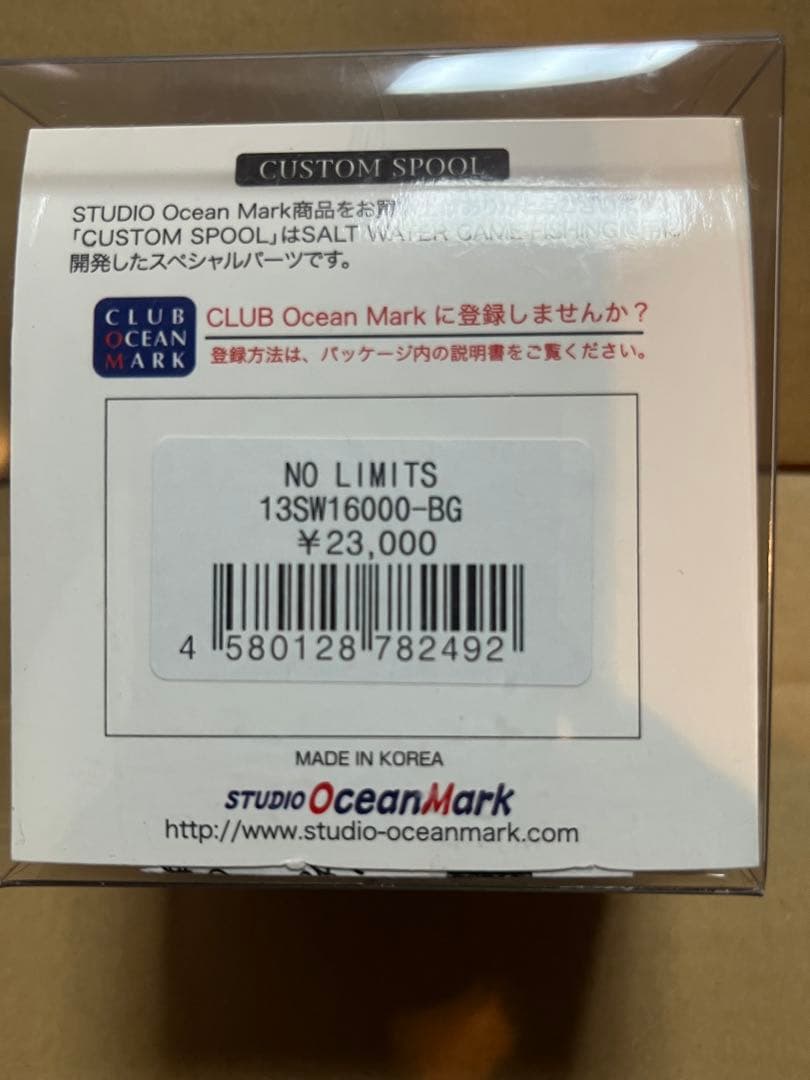 CUSTOM SPOOL
STUDIO Ocean Mark商品をお買
「CUSTOM SPOOL」はSALT WATER GAME FISHING
開発したスペシャルパーツです。
CLUB
OCEAN
MARK
CLUB Ocean Mark に登録しませんか？
登録方法は、パッケージ内の説明書をご覧ください。
NO LIMITS
13SW16000-BG
￥23,000
4 580128 782492
MADE IN KOREA
STUDIO OceanMark
http://www.studio-oceanmark.com